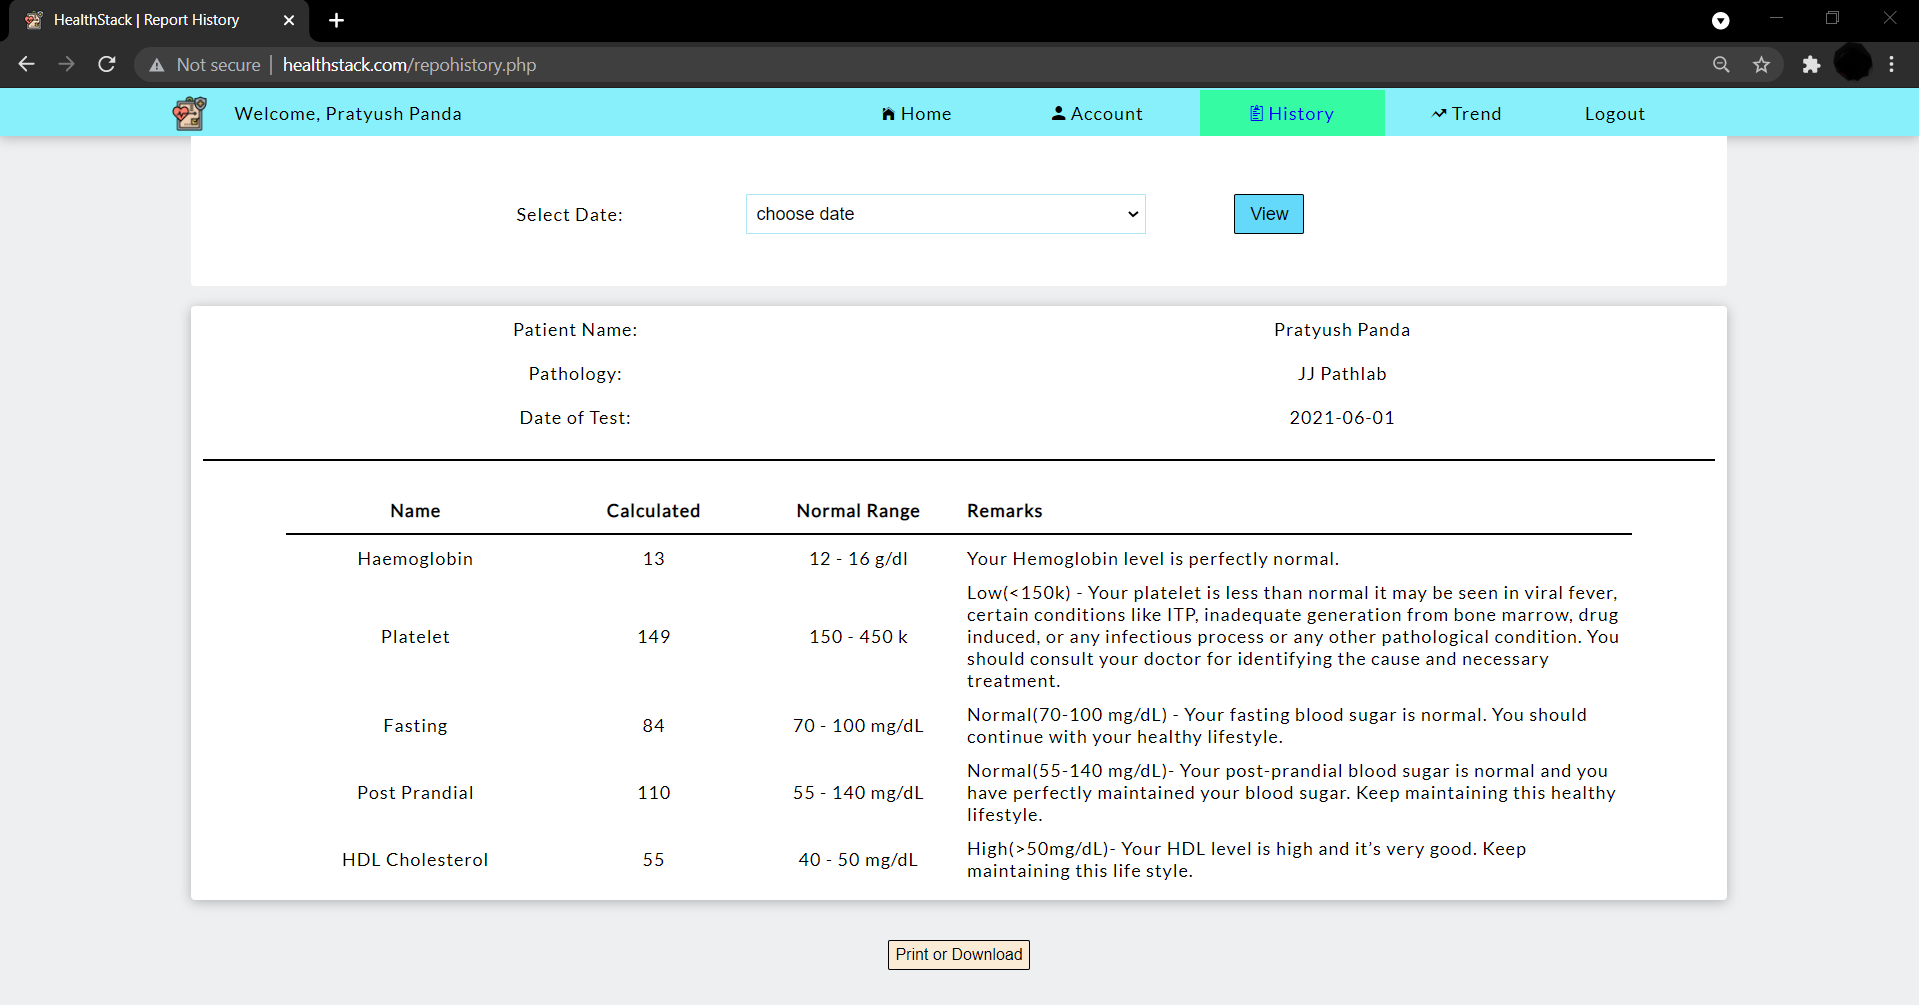 HealthStack | Report History
Not secure | healthstack.com/repohistory.php
Welcome, Pratyush Panda Home Account History Trend Logout
Select Date: choose date View
Patient Name: Pratyush Panda
Pathology: JJ Pathlab
Date of Test: 2021-06-01
Name Calculated Normal Range Remarks
Haemoglobin 13 12 - 16 g/dl Your Hemoglobin level is perfectly normal.
Low(<150k) - Your platelet is less than normal it may be seen in viral fever,
certain conditions like ITP, inadequate generation from bone marrow, drug
Platelet 149 150 - 450 k induced, or any infectious process or any other pathological condition. You
should consult your doctor for identifying the cause and necessary
treatment.
Fasting 84 70 - 100 mg/dL Normal(70-100 mg/dL) - Your fasting blood sugar is normal. You should
continue with your healthy lifestyle.
Normal(55-140 mg/dL)- Your post-prandial blood sugar is normal and you
Post Prandial 110 55 - 140 mg/dL have perfectly maintained your blood sugar. Keep maintaining this healthy
lifestyle.
HDL Cholesterol 55 40 - 50 mg/dL High(>50mg/dL)- Your HDL level is high and it's very good. Keep
maintaining this life style.
Print or Download